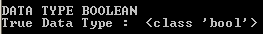 DATA TYPE BOOLEAN
True Data Type :  <class 'bool'>